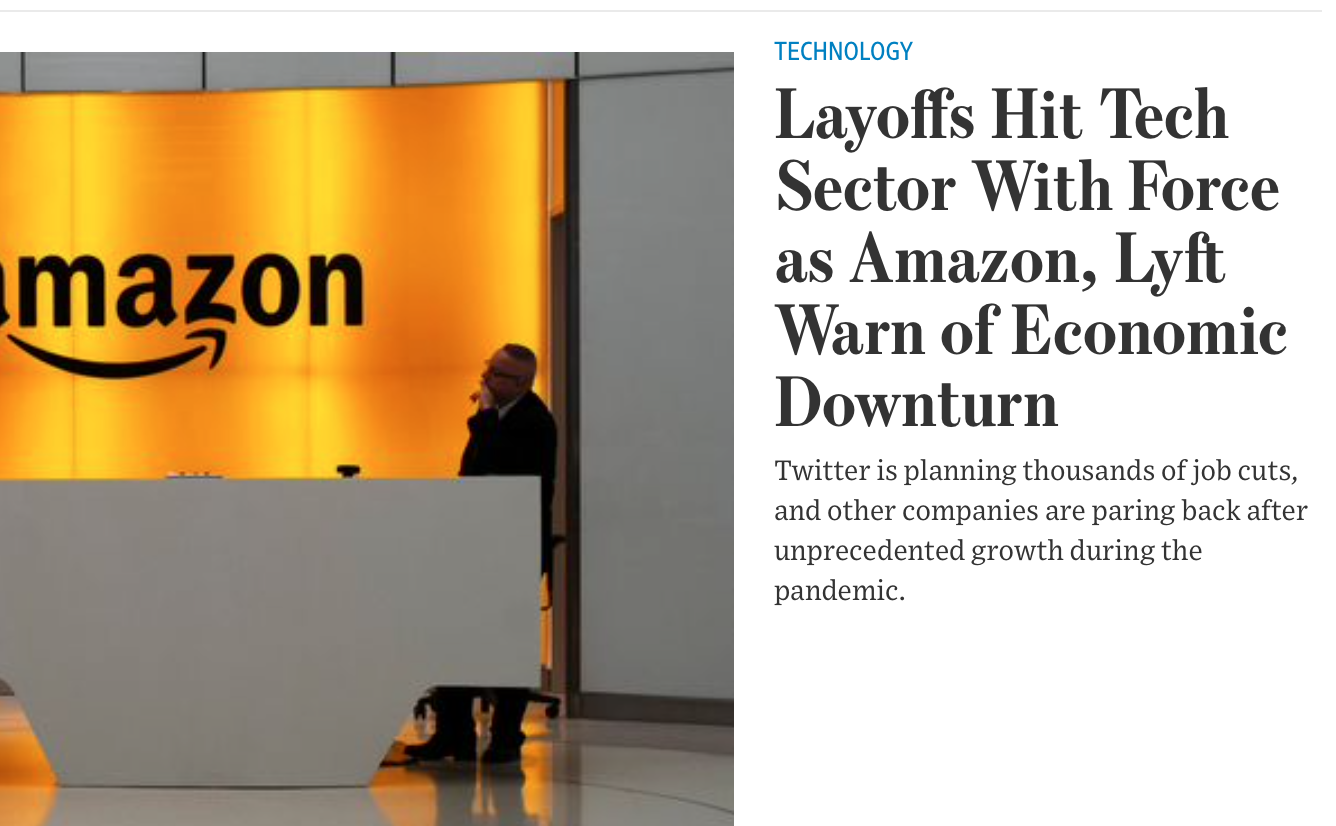 amazon
TECHNOLOGY
Layoffs Hit Tech
Sector With Force
as Amazon, Lyft
Warn of Economic
Downturn
Twitter is planning thousands of job cuts,
and other companies are paring back after
unprecedented growth during the
pandemic.